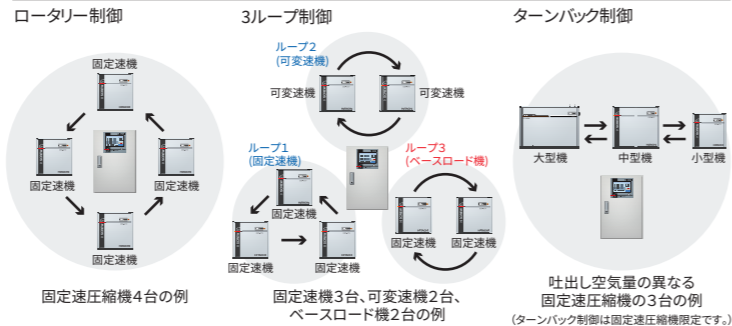 ロータリー制御
固定速機
固定速機
固定速機
固定速機
固定速圧縮機4台の例
3ループ制御
ループ2
(可変速機)
可変速機
可変速機
ループ1
(固定速機)
固定速機
固定速機
固定速機
ループ3
(ベースロード機)
固定速機
固定速機
固定速機3台、可変速機2台、
ベースロード機2台の例
ターンバック制御
大型機
中型機
小型機
吐出し空気量の異なる
固定速圧縮機の3台の例
(ターンバック制御は固定速圧縮機限定です。)